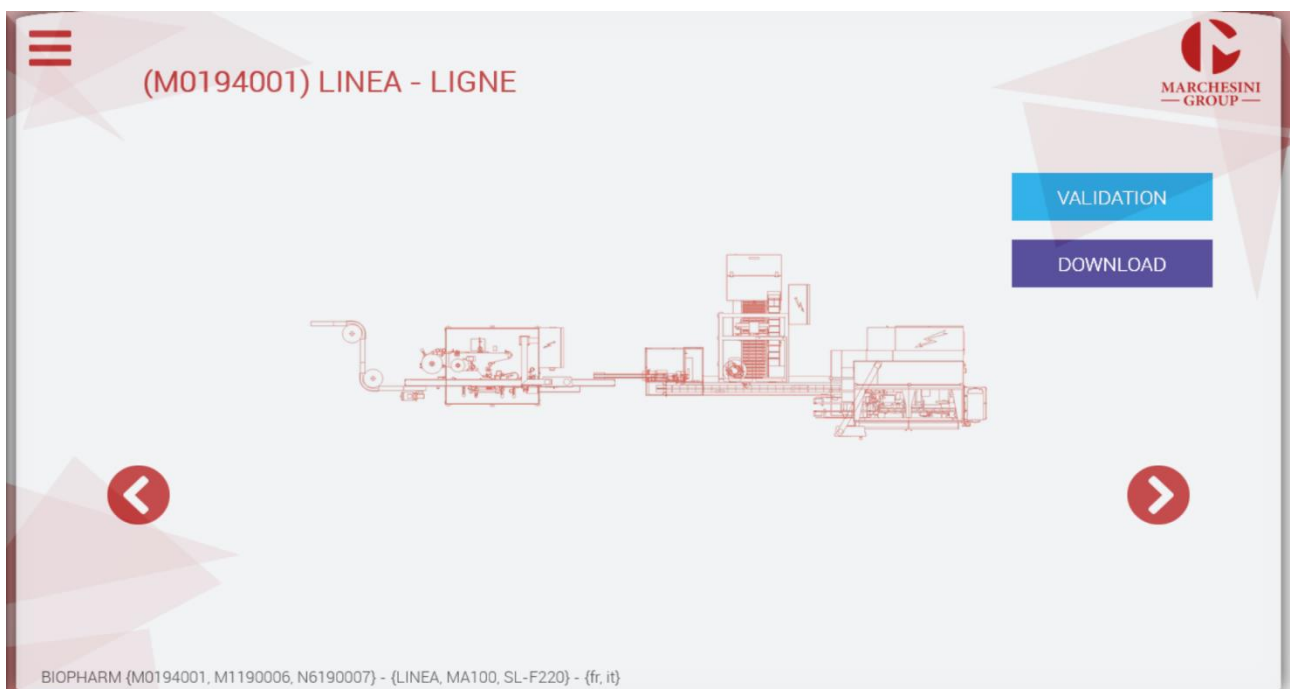 (M0194001) LINEA - LIGNE
MARCHESINI
GROUP
VALIDATION
DOWNLOAD
BIOPHARM {M0194001, M1190006, N6190007} - {LINEA, MA100, SL-F220} - {fr, it}